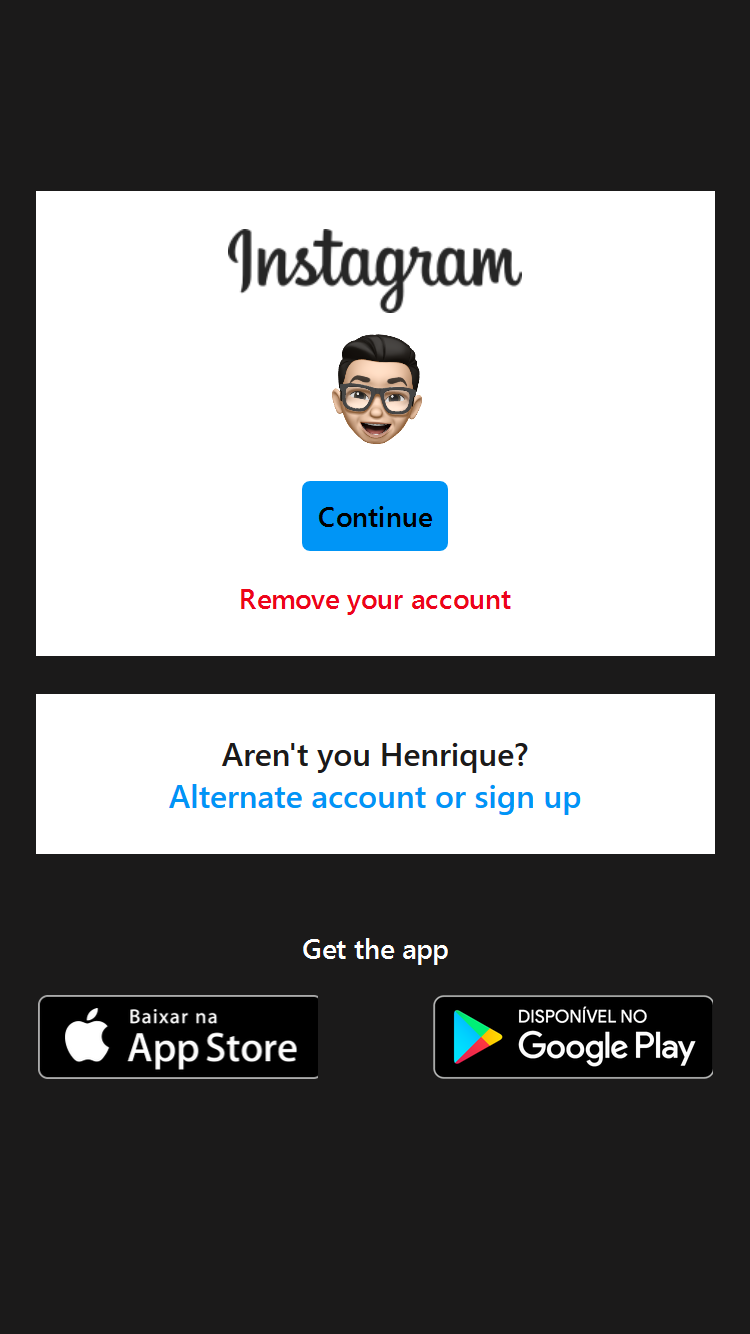 Instagram
Continue
Remove your account
Aren't you Henrique?
Alternate account or sign up
Get the app
Baixar na
App Store
DISPONÍVEL NO
Google Play